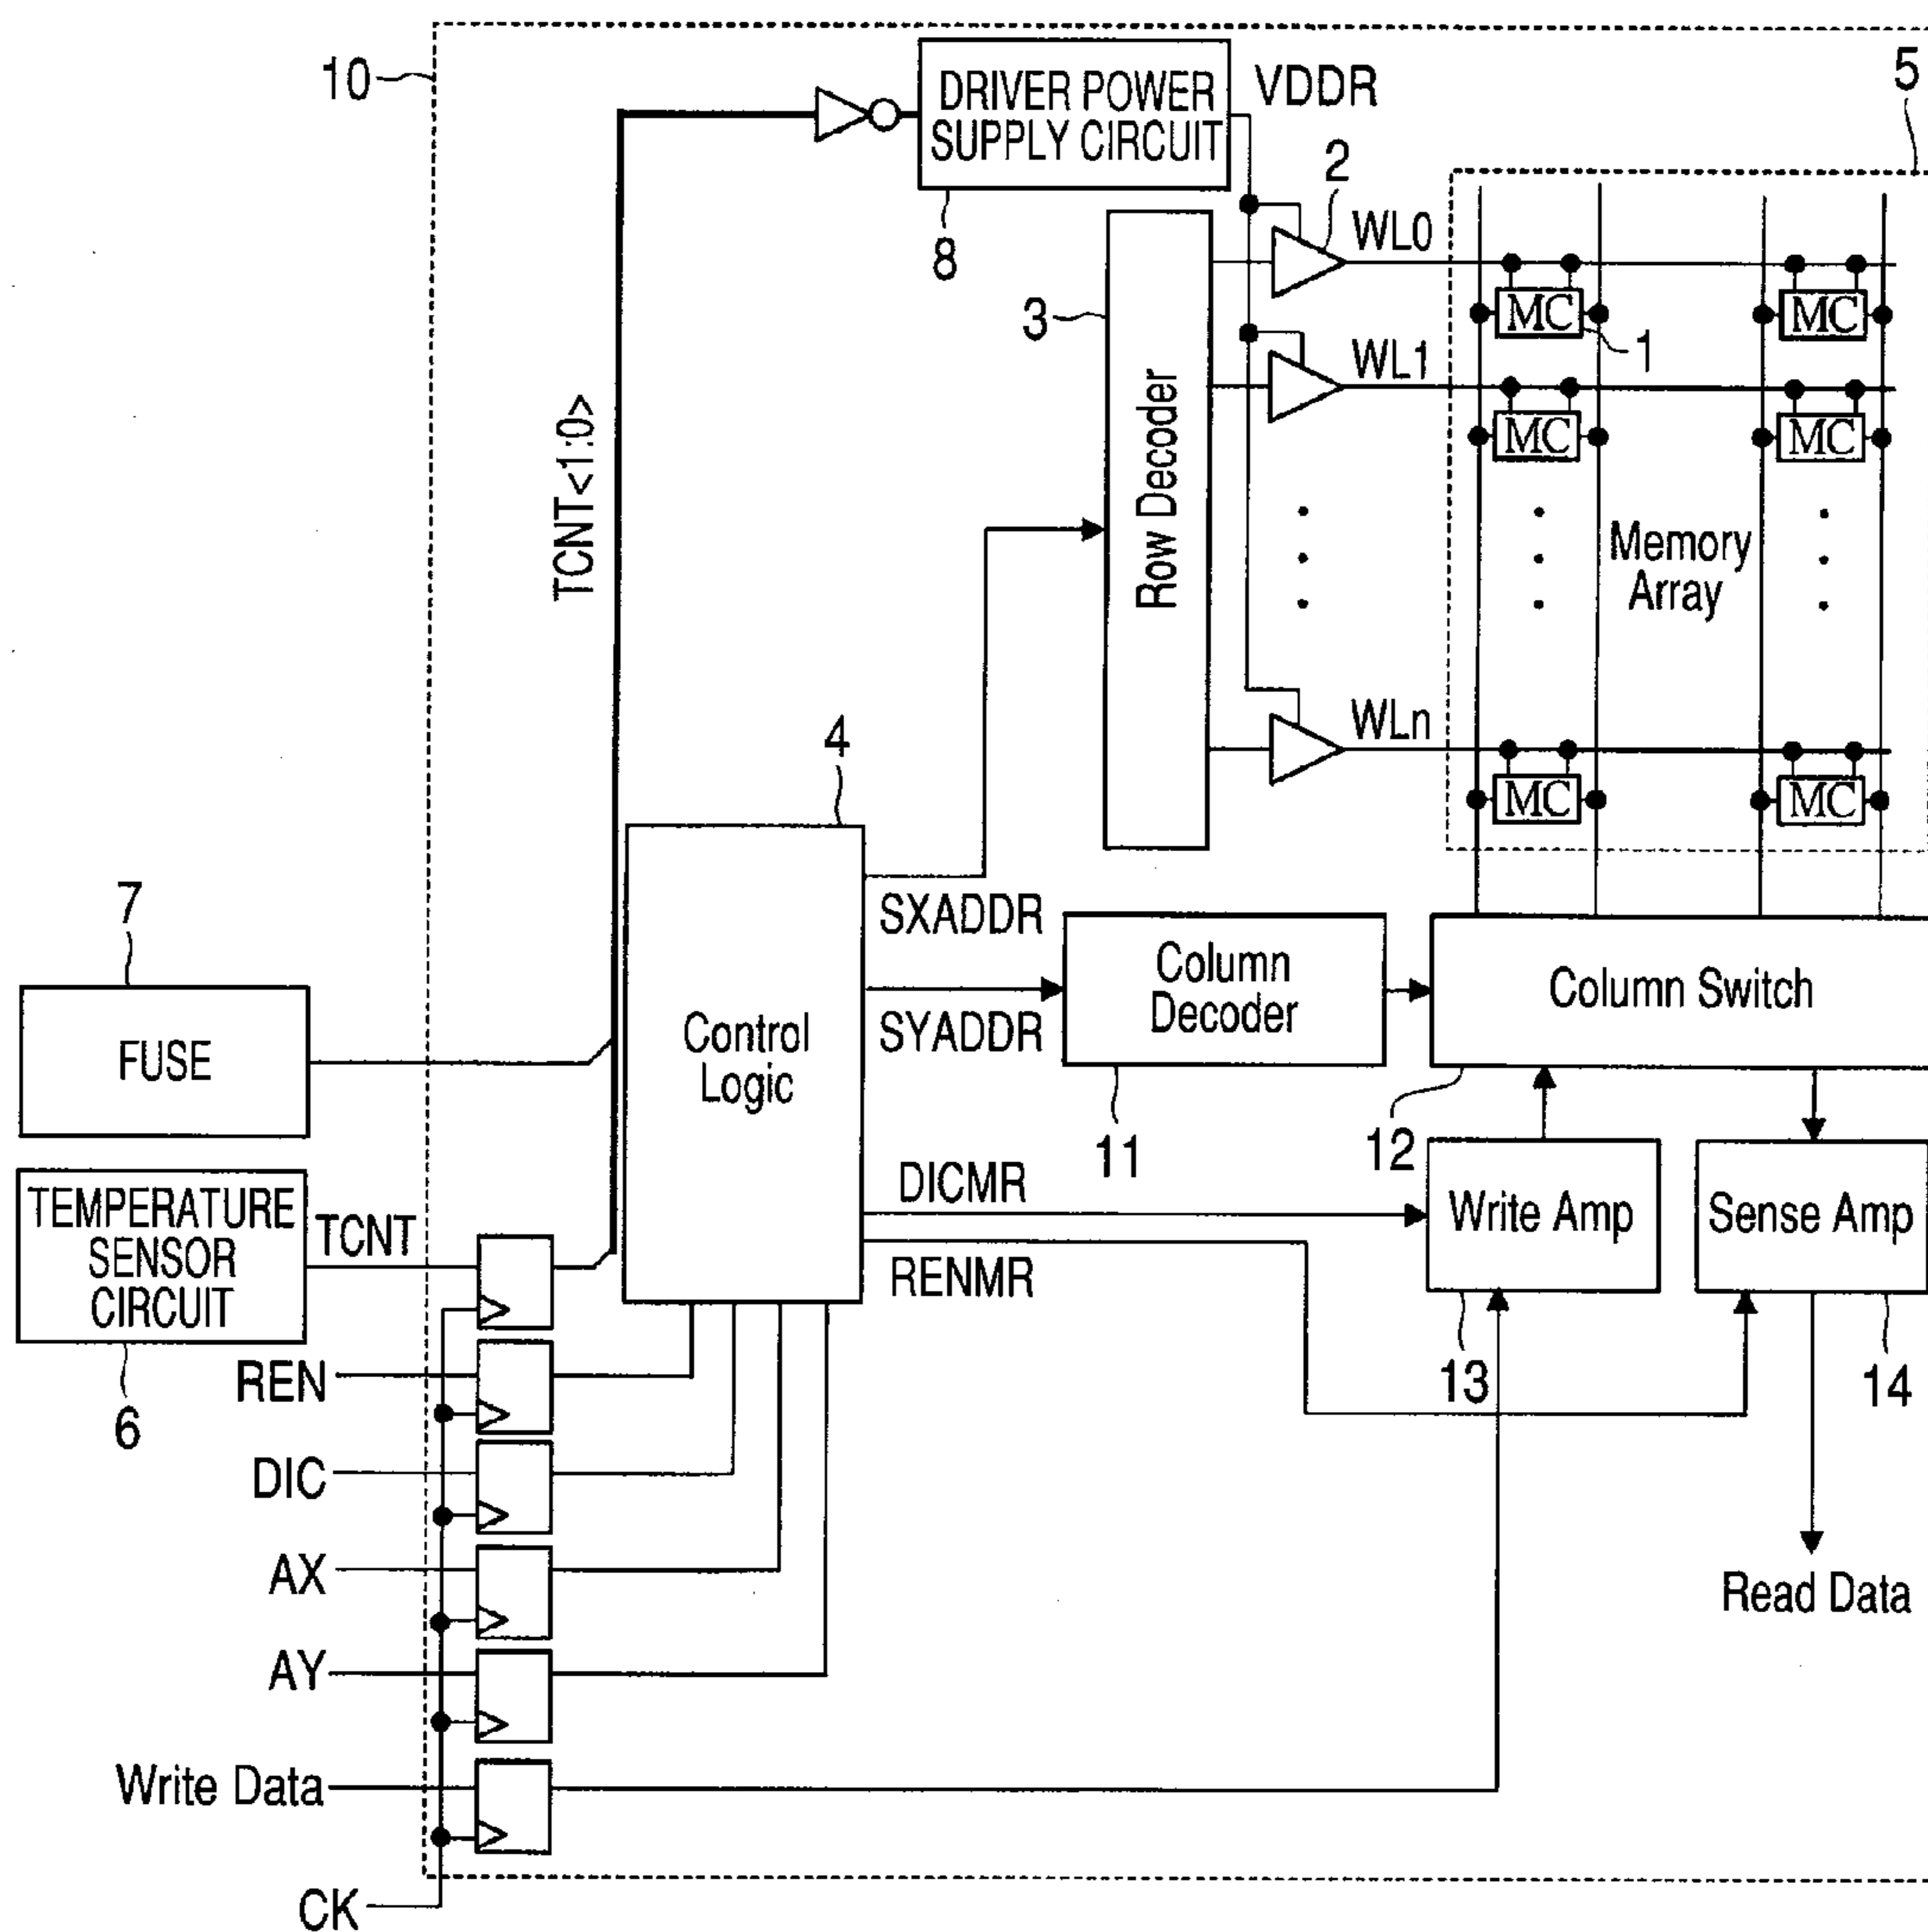 10
DRIVER POWER
SUPPLY CIRCUIT
VDDR
5
8
2
WL0
3
MC
MC
1
WL1
MC
MC
TCNT<1:0>
Row Decoder
Memory
Array
WLn
MC
MC
4
7
SXADDR
FUSE
Control
Logic
SYADDR
Column
Decoder
Column Switch
11
12
TEMPERATURE
SENSOR
CIRCUIT
TCNT
DICMR
RENMR
Write Amp
Sense Amp
6
13
14
REN
DIC
AX
AY
Read Data
Write Data
CK